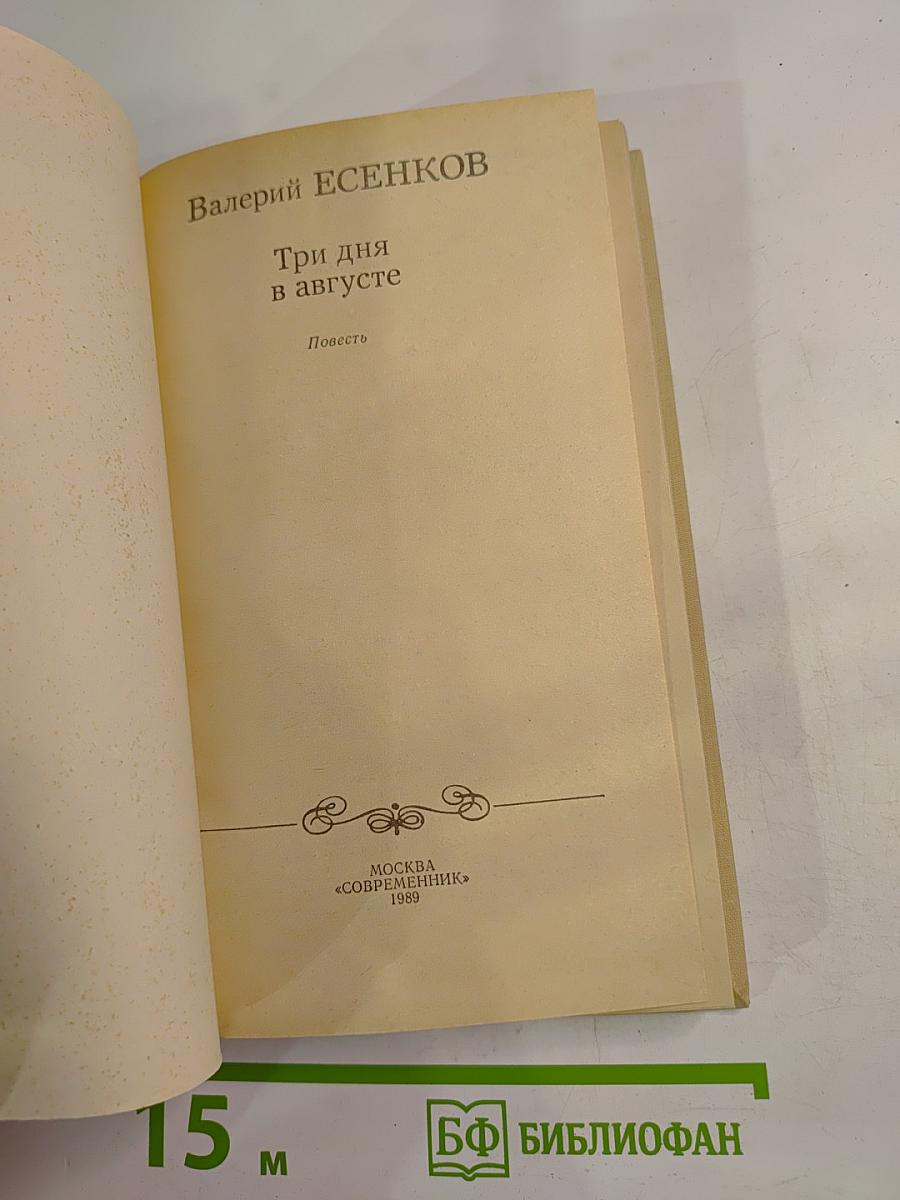 Валерий ЕСЕНКОВ
Три дня
в августе
Повесть
МОСКВА
«СОВРЕМЕННИК»
1989
15 м
БФ БИБЛИОФАН